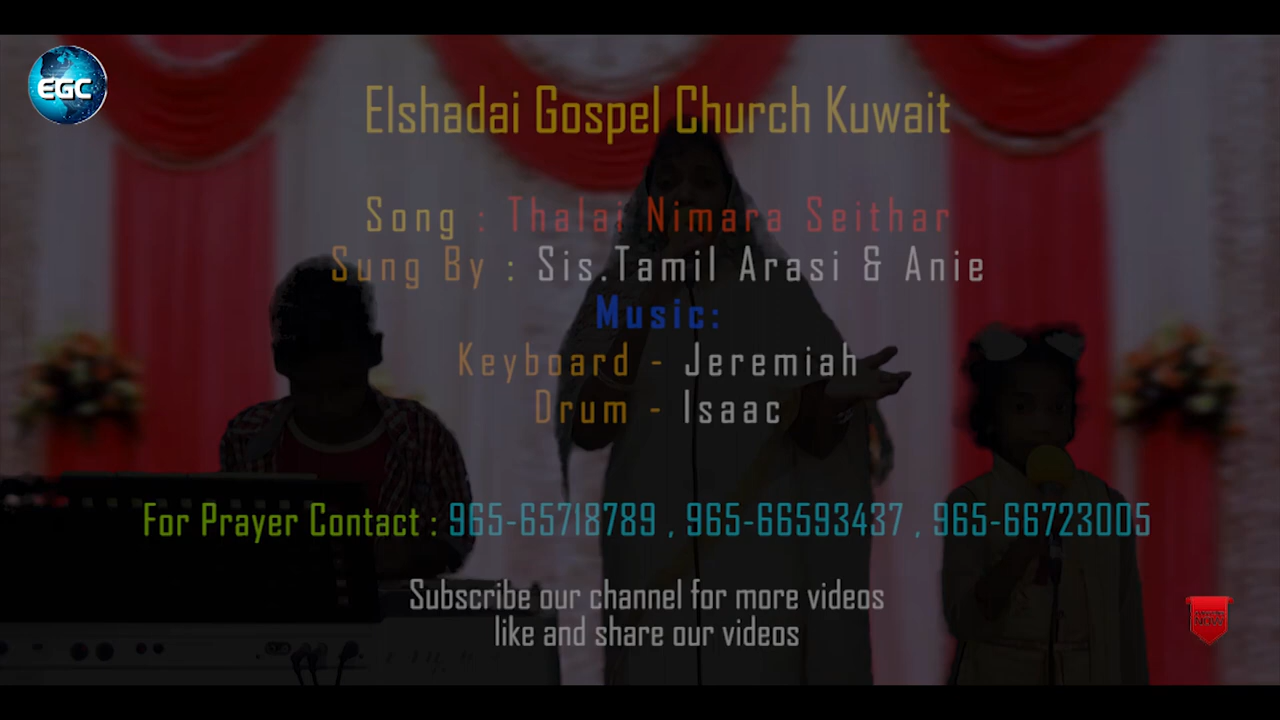 EGC
Elshadai Gospel Church Kuwait
Song : Thalai Nimara Seithar
Sung By : Sis.Tamil Arasi & Anie
Music:
Keyboard - Jeremiah
Drum - Isaac
For Prayer Contact : 965-65718789 , 965-66593437 , 965-66723005
Subscribe our channel for more videos
like and share our videos
NOW